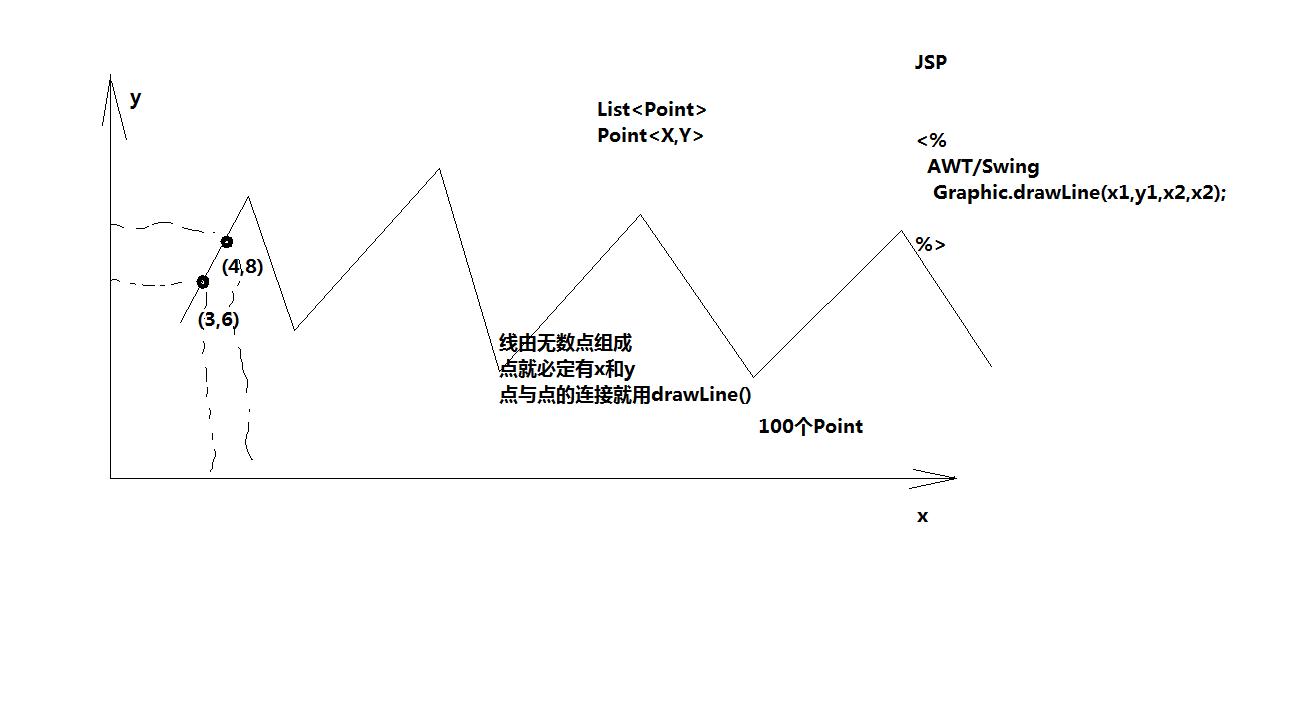 JSP
y
List<Point>
Point<X,Y>
<%
AWT/Swing
Graphic.drawLine(x1,y1,x2,x2);
%>
(4,8)
(3,6)
线由无数点组成
点就必定有x和y
点与点的连接就用drawLine()
100个Point
x